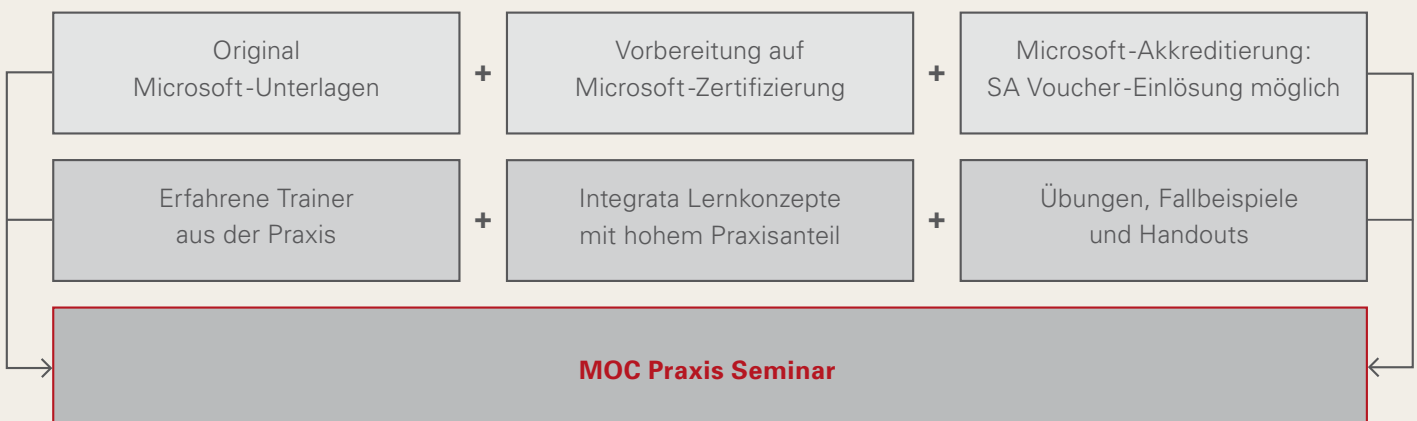 Original
Microsoft-Unterlagen
+
Vorbereitung auf
Microsoft-Zertifizierung
+
Microsoft-Akkreditierung:
SA Voucher-Einlösung möglich
Erfahrene Trainer
aus der Praxis
+
Integrata Lernkonzepte
mit hohem Praxisanteil
+
Übungen, Fallbeispiele
und Handouts
MOC Praxis Seminar